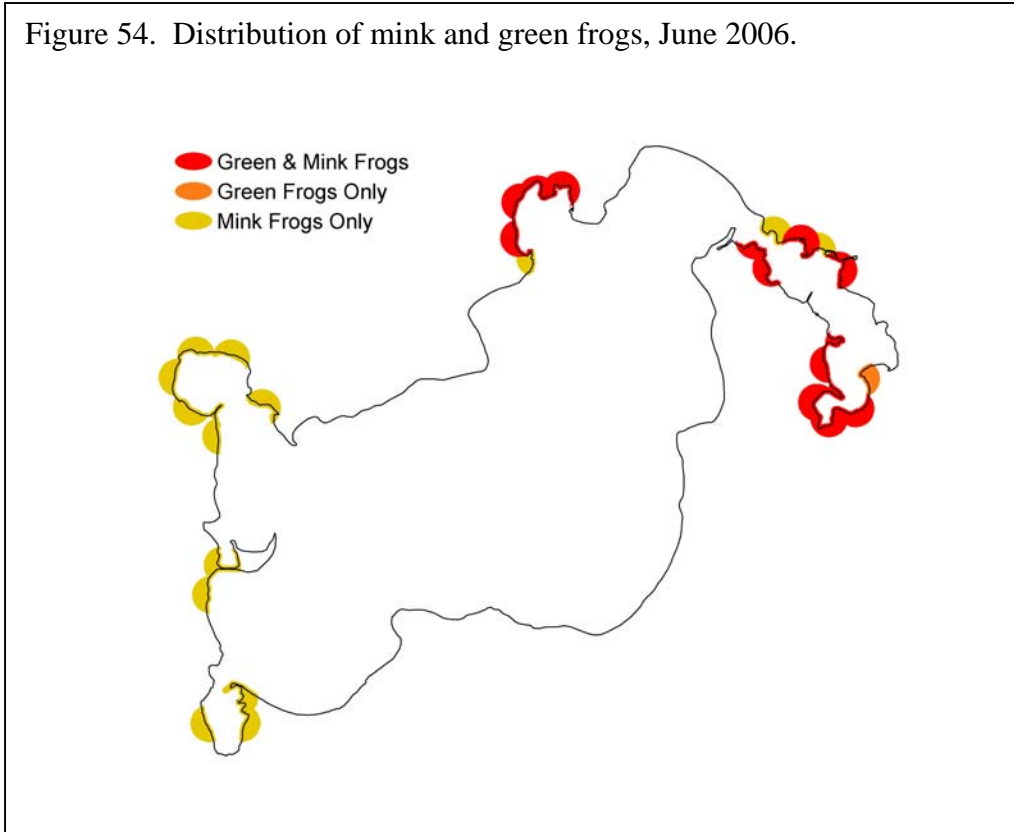 Figure 54.  Distribution of mink and green frogs, June 2006.
Green & Mink Frogs
Green Frogs Only
Mink Frogs Only